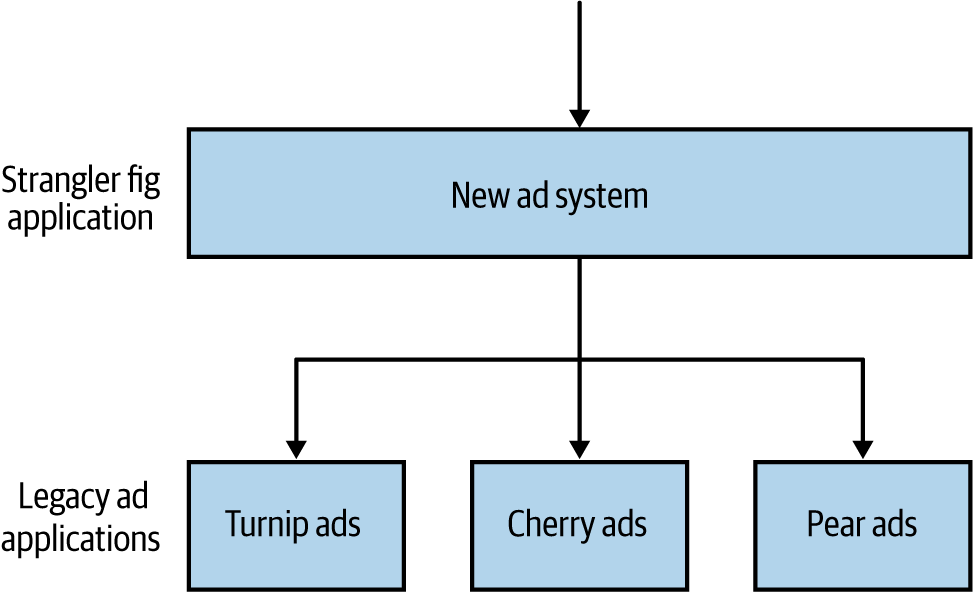 Strangler fig
application
New ad system
Legacy ad
applications
Turnip ads
Cherry ads
Pear ads